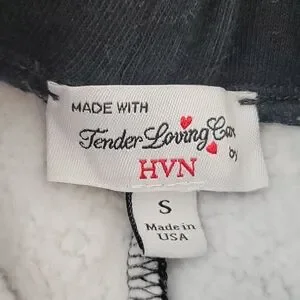 MADE WITH
Tender Loving Care
by
HVN
S
Made in
USA